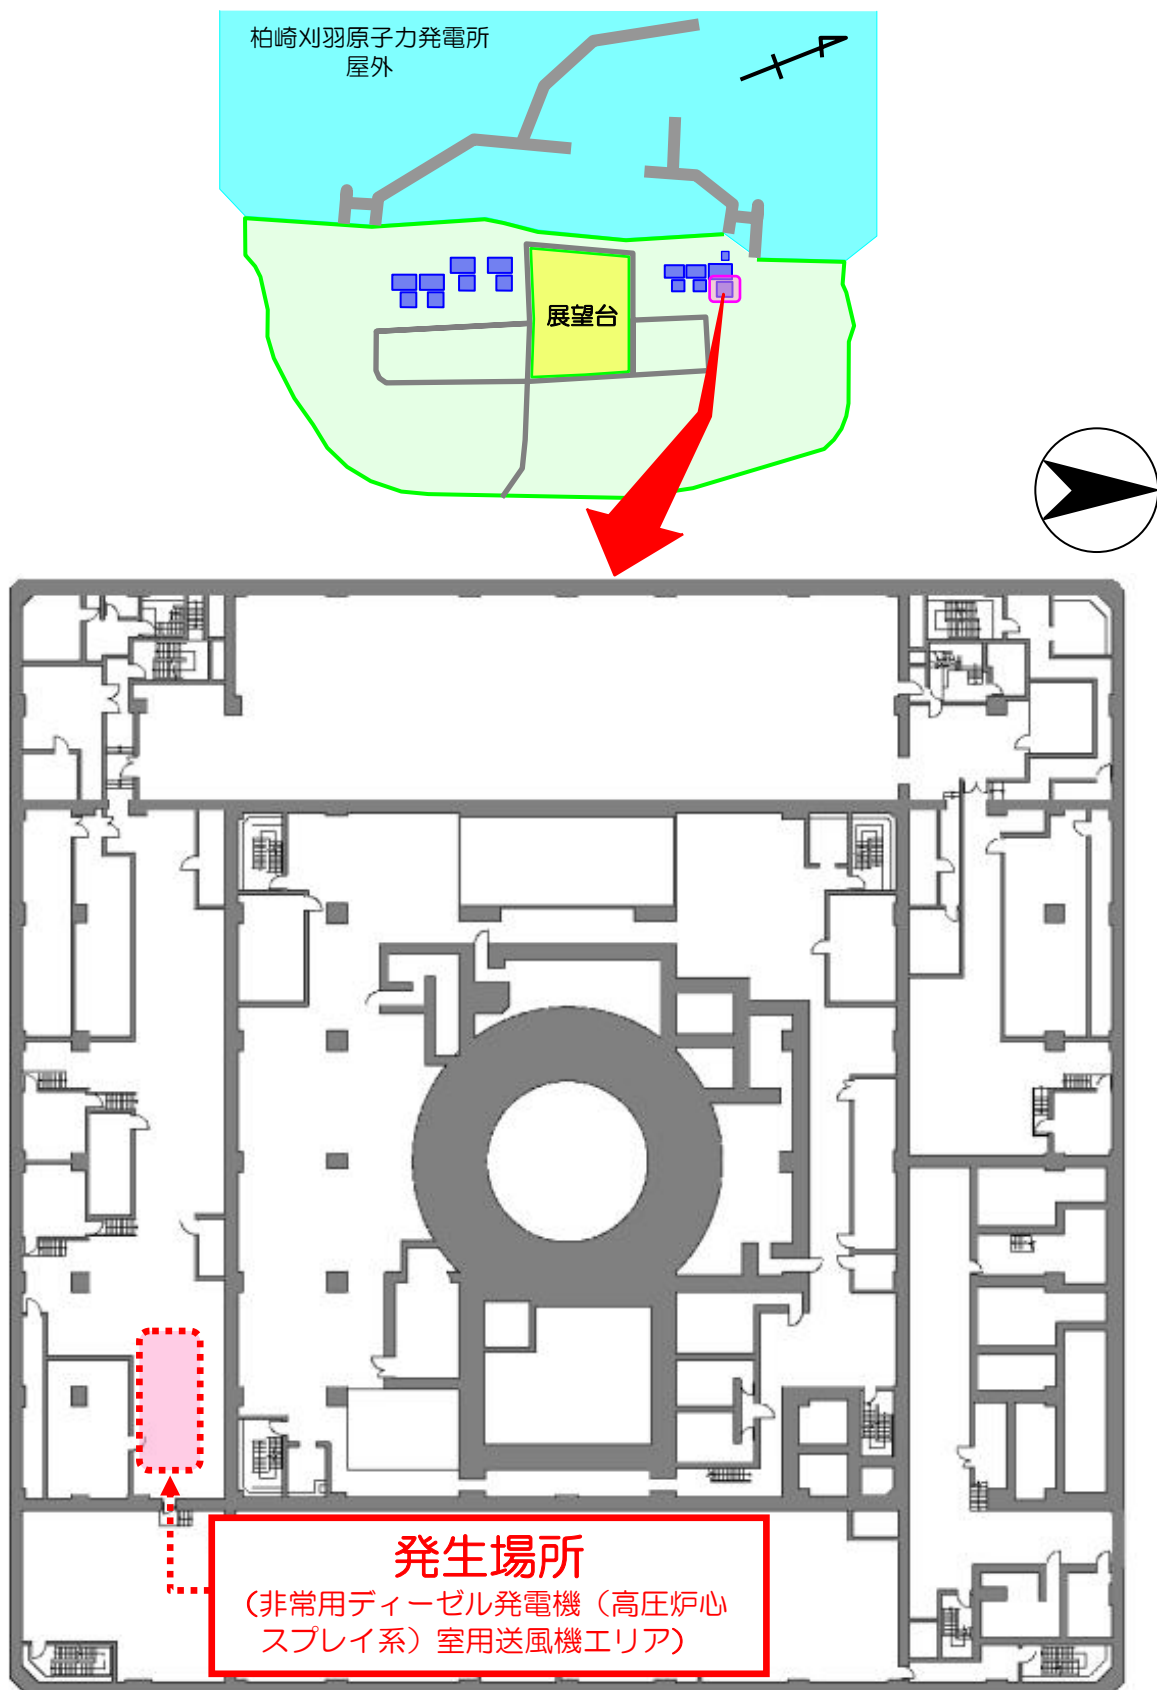 柏崎刈羽原子力発電所
屋外
展望台
発生場所
(非常用ディーゼル発電機（高圧炉心
スプレイ系）室用送風機エリア)